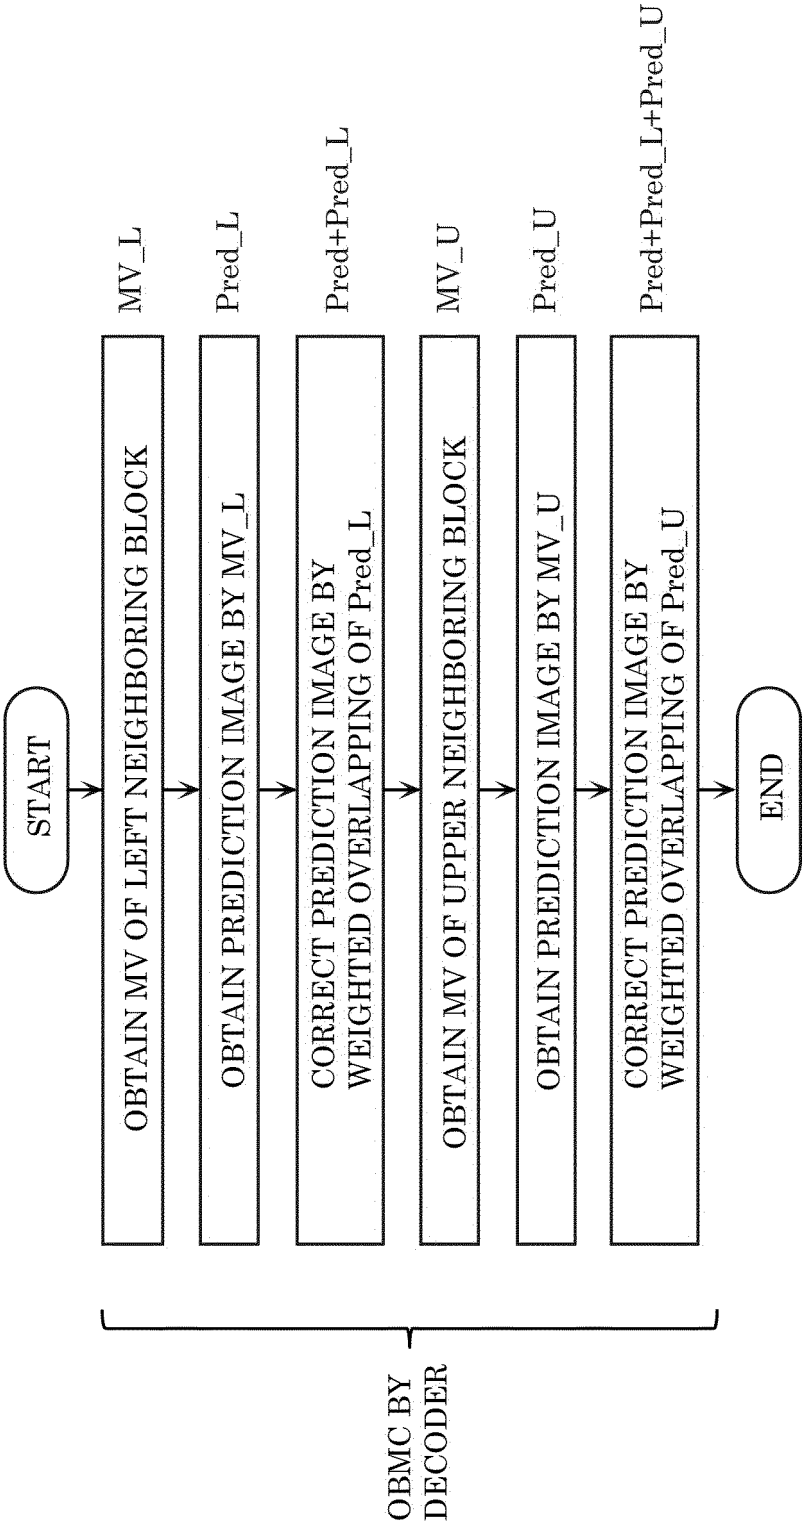 START
OBTAIN MV OF LEFT NEIGHBORING BLOCK
MV_L
OBTAIN PREDICTION IMAGE BY MV_L
Pred_L
CORRECT PREDICTION IMAGE BY
WEIGHTED OVERLAPPING OF Pred_L
Pred+Pred_L
OBTAIN MV OF UPPER NEIGHBORING BLOCK
MV_U
OBTAIN PREDICTION IMAGE BY MV_U
Pred_U
CORRECT PREDICTION IMAGE BY
WEIGHTED OVERLAPPING OF Pred_U
Pred+Pred_L+Pred_U
END
OBMC BY
DECODER